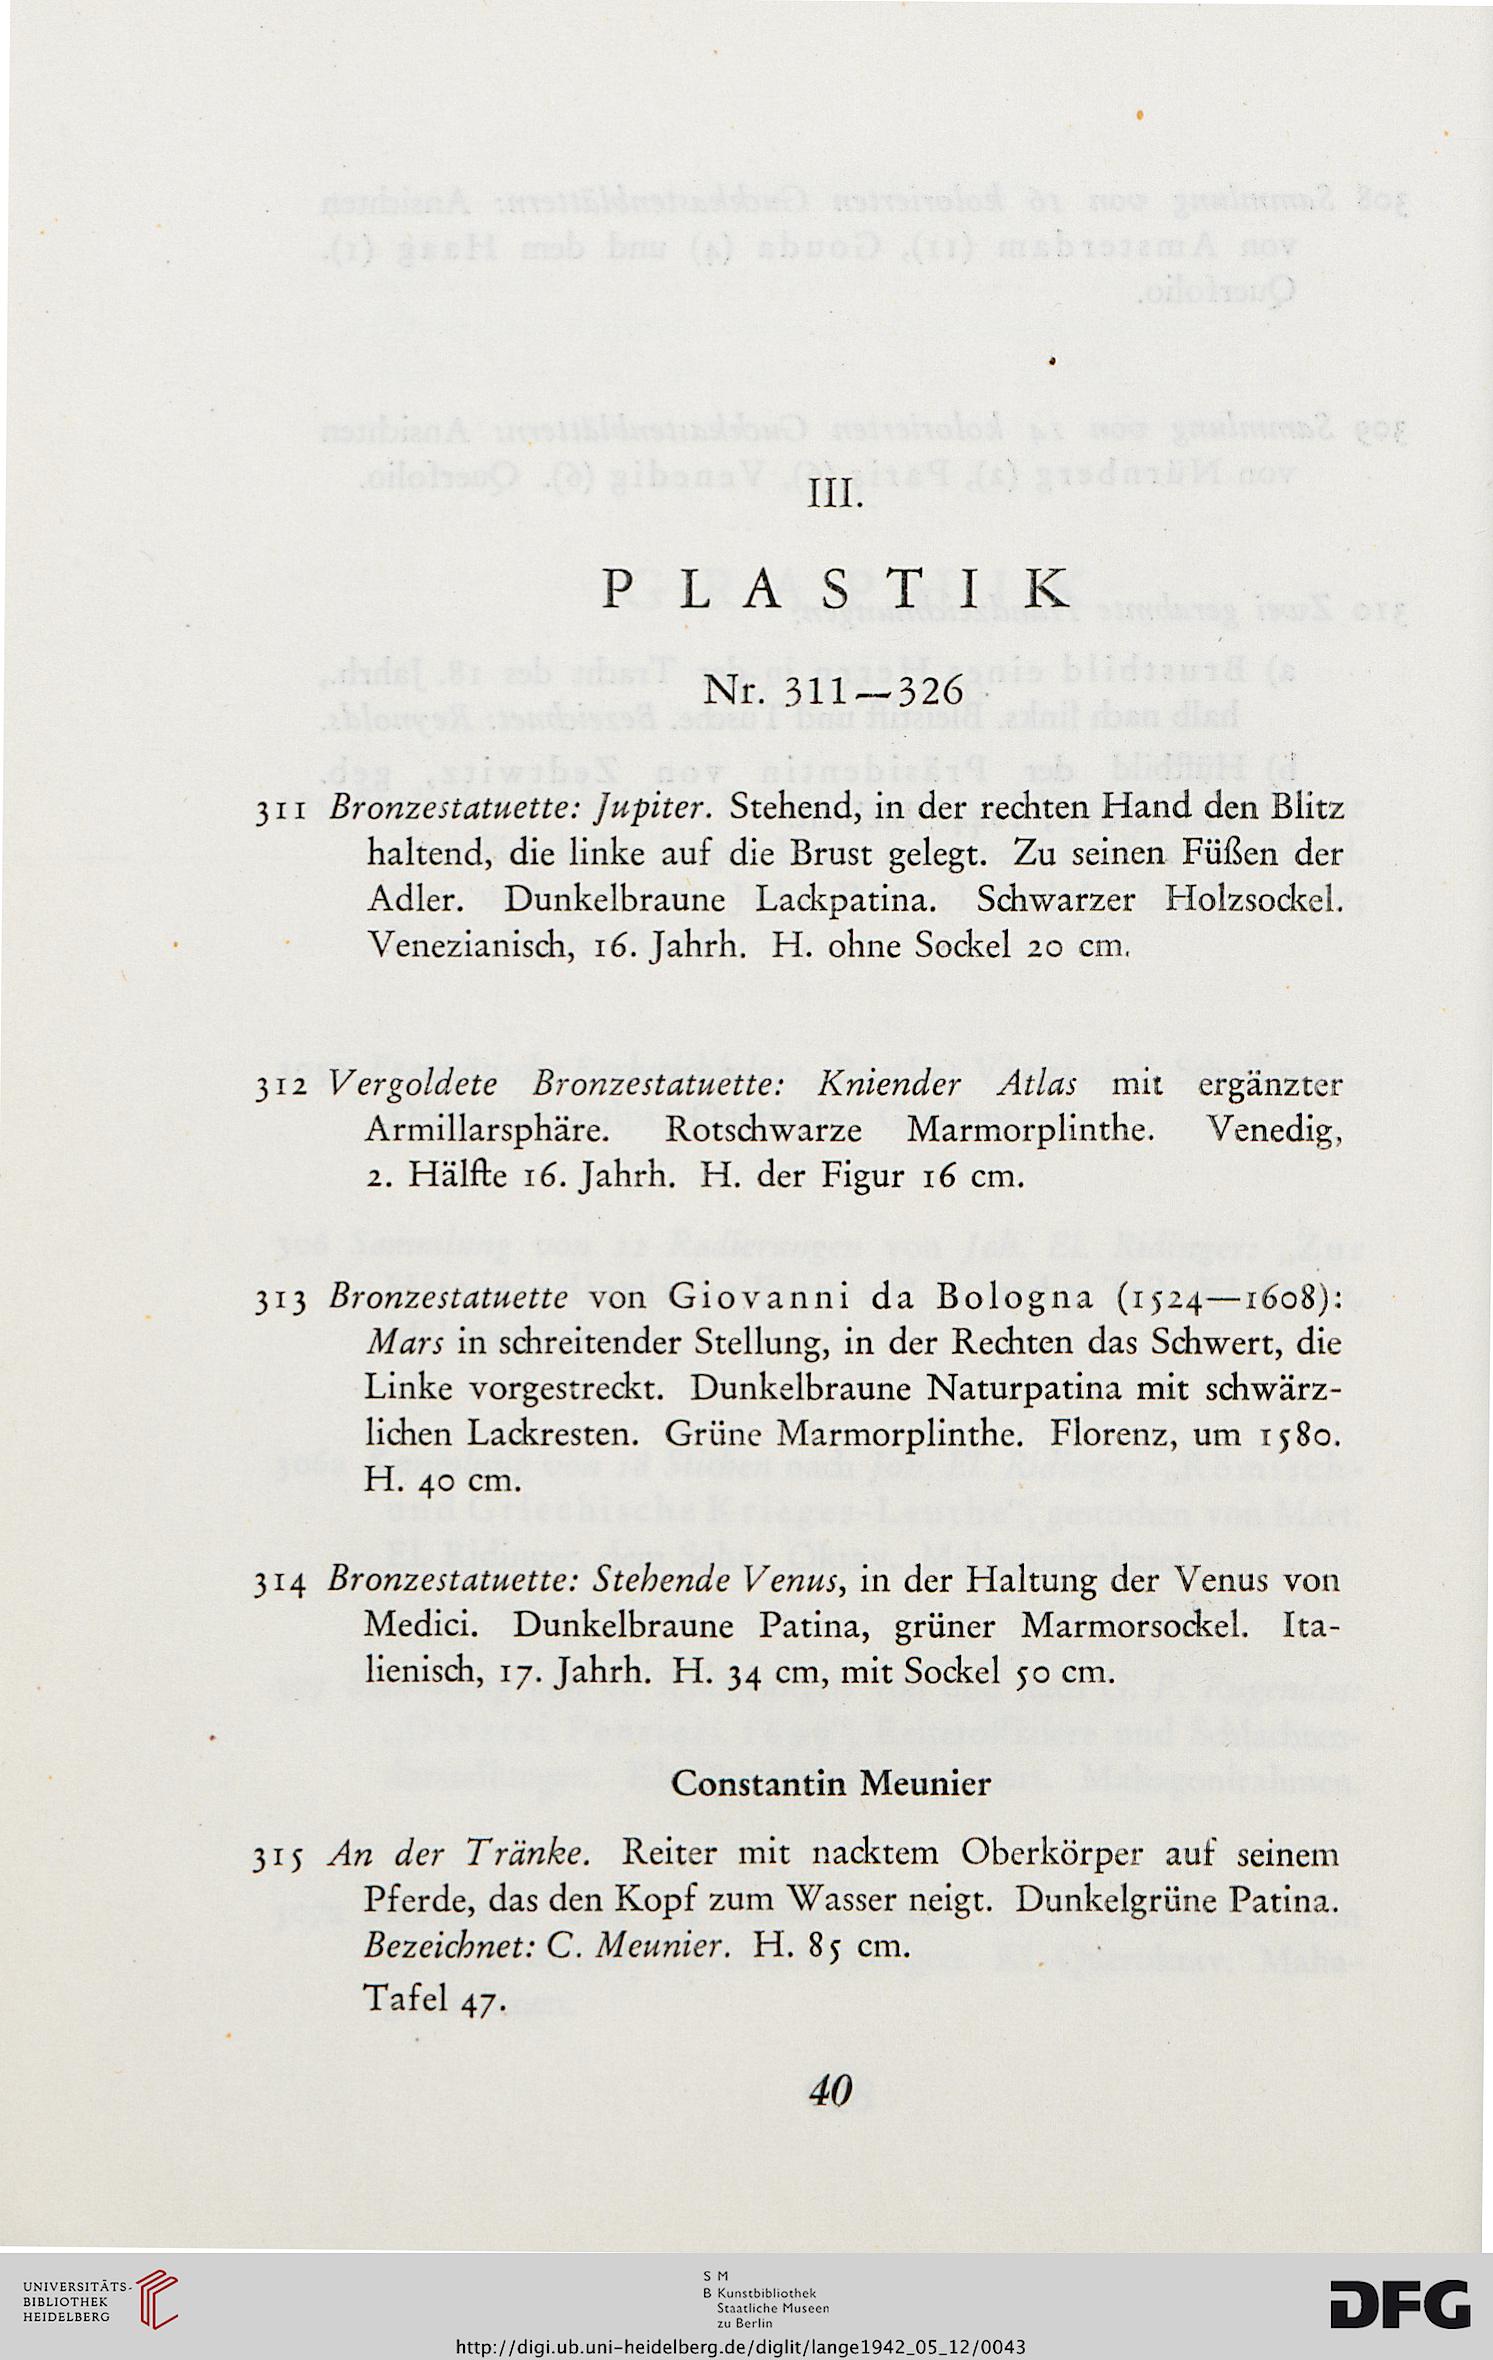 III.
PLASTIK
Nr. 311—326
311 Bronzestatuette: Jupiter. Stehend, in der rechten Hand den Blitz
haltend, die linke auf die Brust gelegt. Zu seinen Füßen der
Adler. Dunkelbraune Lackpatina. Schwarzer Holzsockel.
Venezianisch, 16. Jahrh. H. ohne Sockel 20 cm.
312 Vergoldete Bronzestatuette: Kniender Atlas mit ergänzter
Armillarsphäre. Rotschwarze Marmorplinthe. Venedig,
2. Hälfte 16. Jahrh. H. der Figur 16 cm.
313 Bronzestatuette von Giovanni da Bologna (1524—1608):
Mars in schreitender Stellung, in der Rechten das Schwert, die
Linke vorgestreckt. Dunkelbraune Naturpatina mit schwärz-
lichen Lackresten. Grüne Marmorplinthe. Florenz, um 1580.
H. 40 cm.
314 Bronzestatuette: Stehende Venus, in der Haltung der Venus von
Medici. Dunkelbraune Patina, grüner Marmorsockel. Ita-
lienisch, 17. Jahrh. H. 34 cm, mit Sockel 50 cm.
Constantin Meunier
315 An der Tränke. Reiter mit nacktem Oberkörper auf seinem
Pferde, das den Kopf zum Wasser neigt. Dunkelgrüne Patina.
Bezeichnet: C. Meunier. H. 85 cm.
Tafel 47.
40
UNIVERSITÄTS-
BIBLIOTHEK
HEIDELBERG
S M
B Kunstbibliothek
Staatliche Museen
zu Berlin
DFG
http://digi.ub.uni-heidelberg.de/diglit/lange1942_05_12/0043